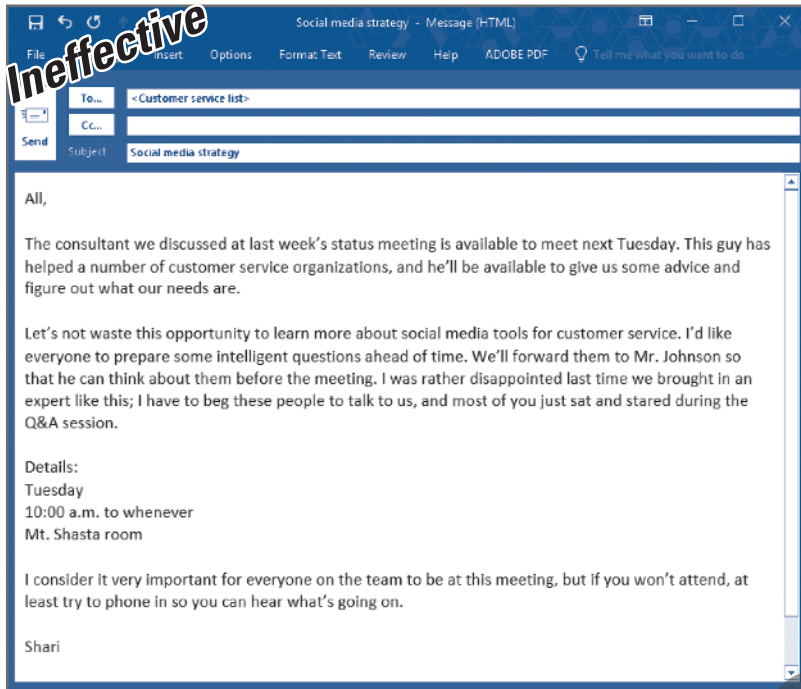 Social media strategy - Message (HTML)
Ineffective
File Insert Options Format Text Review Help ADOBE PDF Tell me what you want to do
To... <Customer service list>
Cc...
Send
Subject Social media strategy
All,
The consultant we discussed at last week's status meeting is available to meet next Tuesday. This guy has
helped a number of customer service organizations, and he'll be available to give us some advice and
figure out what our needs are.
Let's not waste this opportunity to learn more about social media tools for customer service. I'd like
everyone to prepare some intelligent questions ahead of time. We'll forward them to Mr. Johnson so
that he can think about them before the meeting. I was rather disappointed last time we brought in an
expert like this; I have to beg these people to talk to us, and most of you just sat and stared during the
Q&A session.
Details:
Tuesday
10:00 a.m. to whenever
Mt. Shasta room
I consider it very important for everyone on the team to be at this meeting, but if you won't attend, at
least try to phone in so you can hear what's going on.
Shari